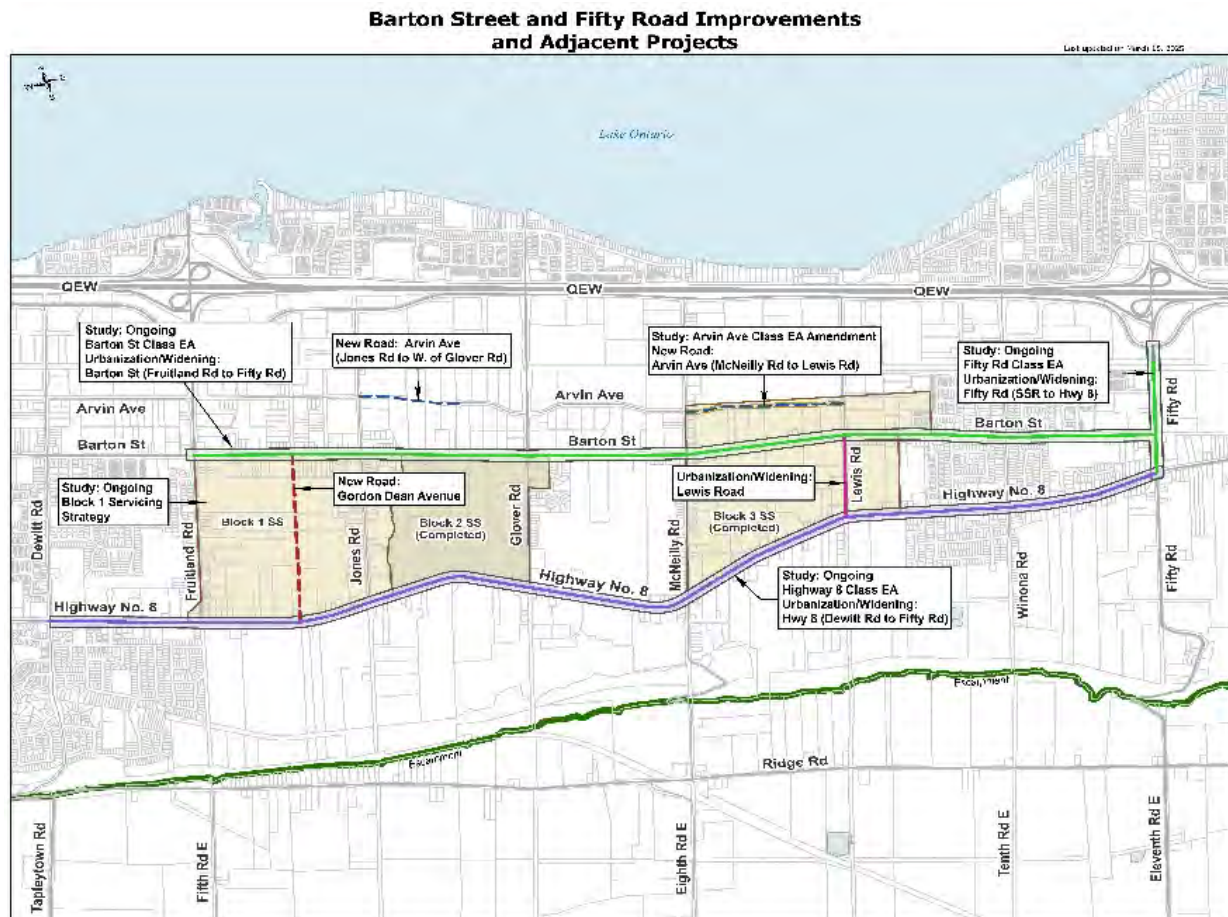 Barton Street and Fifty Road Improvements
and Adjacent Projects
Last updated on March 18, 2025
Lake Ontario
QEW
QEW
QEW
Study: Ongoing
Barton St Class EA
Urbanization/Widening:
Barton St (Fruitland Rd to Fifty Rd)
New Road: Arvin Ave
(Jones Rd to W. of Glover Rd)
Study: Arvin Ave Class EA Amendment
New Road:
Arvin Ave (McNeilly Rd to Lewis Rd)
Study: Ongoing
Fifty Rd Class EA
Urbanization/Widening:
Fifty Rd (SSR to Hwy 8)
Fifty Rd
Arvin Ave
Arvin Ave
Barton St
Barton St
Barton St
Study: Ongoing
Block 1 Servicing
Strategy
New Road:
Gordon Dean Avenue
Urbanization/Widening:
Lewis Road
Lewis Rd
Highway No. 8
Dewitt Rd
Fruitland Rd
Block 1 SS
Jones Rd
Block 2 SS
(Completed)
Glover Rd
McNeilly Rd
Block 3 SS
(Completed)
Highway No. 8
Highway No. 8
Study: Ongoing
Highway 8 Class EA
Urbanization/Widening:
Hwy 8 (Dewitt Rd to Fifty Rd)
Winona Rd
Fifty Rd
Escarpment
Escarpment
Ridge Rd
Tapleytown Rd
Fifth Rd E
Eighth Rd E
Tenth Rd E
Eleventh Rd E